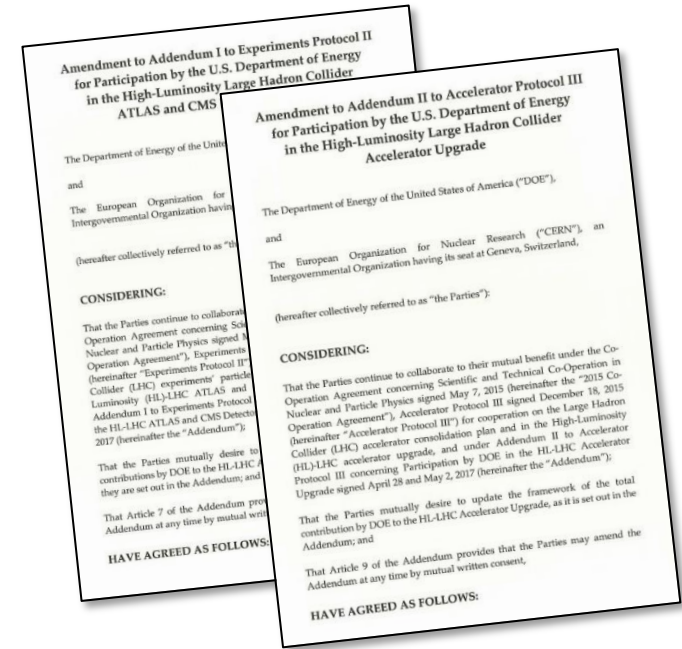 Amendment to Addendum I to Experiments Protocol II
for Participation by the U.S. Department of Energy
in the High-Luminosity Large Hadron Collider
ATLAS and CMS
The Department of Energy of the Unite
and
The European Organization for
Intergovernmental Organization having
(hereafter collectively referred to as "th
CONSIDERING:
That the Parties continue to collaborat
Operation Agreement concerning Scie
Nuclear and Particle Physics signed M
Operation Agreement"), Experiments
(hereinafter "Experiments Protocol II"
Collider (LHC) experiments' particle
Luminosity (HL)-LHC ATLAS and
Addendum I to Experiments Protocol
the HL-LHC ATLAS and CMS Detecto
2017 (hereinafter the "Addendum");
That the Parties mutually desire to
contributions by DOE to the HL-LHC A
they are set out in the Addendum; and
That Article 7 of the Addendum prov
Addendum at any time by mutual writ
HAVE AGREED AS FOLLOWS:
Amendment to Addendum II to Accelerator Protocol III
for Participation by the U.S. Department of Energy
in the High-Luminosity Large Hadron Collider
Accelerator Upgrade
The Department of Energy of the United States of America ("DOE"),
and
The European Organization for Nuclear Research ("CERN"), an
Intergovernmental Organization having its seat at Geneva, Switzerland,
(hereafter collectively referred to as "the Parties"):
CONSIDERING:
That the Parties continue to collaborate to their mutual benefit under the Co-
Operation Agreement concerning Scientific and Technical Co-Operation in
Nuclear and Particle Physics signed May 7, 2015 (hereinafter the "2015 Co-
Operation Agreement"), Accelerator Protocol III signed December 18, 2015
(hereinafter "Accelerator Protocol III") for cooperation on the Large Hadron
Collider (LHC) accelerator consolidation plan and in the High-Luminosity
(HL)-LHC accelerator upgrade, and under Addendum II to Accelerator
Protocol III concerning Participation by DOE in the HL-LHC Accelerator
Upgrade signed April 28 and May 2, 2017 (hereinafter the "Addendum");
That the Parties mutually desire to update the framework of the total
contribution by DOE to the HL-LHC Accelerator Upgrade, as it is set out in the
Addendum; and
That Article 9 of the Addendum provides that the Parties may amend the
Addendum at any time by mutual written consent,
HAVE AGREED AS FOLLOWS: